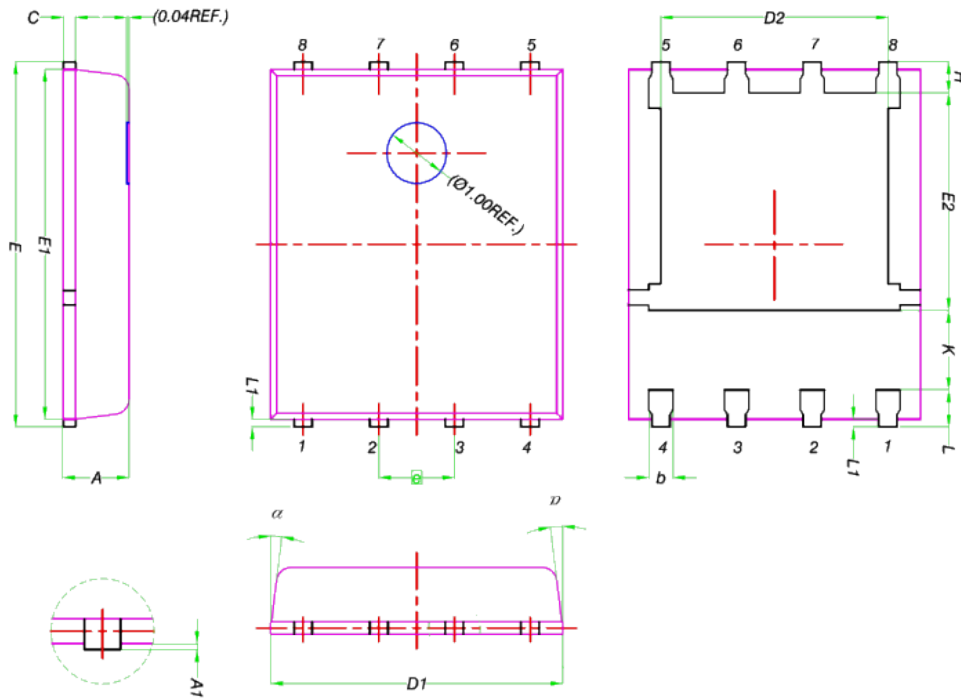 C
(0.04REF.)
E
E1
A
8 7 6 5
(Ø1.00REF.)
L1
1 2 3 4
e
D2
5 6 7 8
H
E2
K
L
L1
4 3 2 1
b
α α
D1
A1